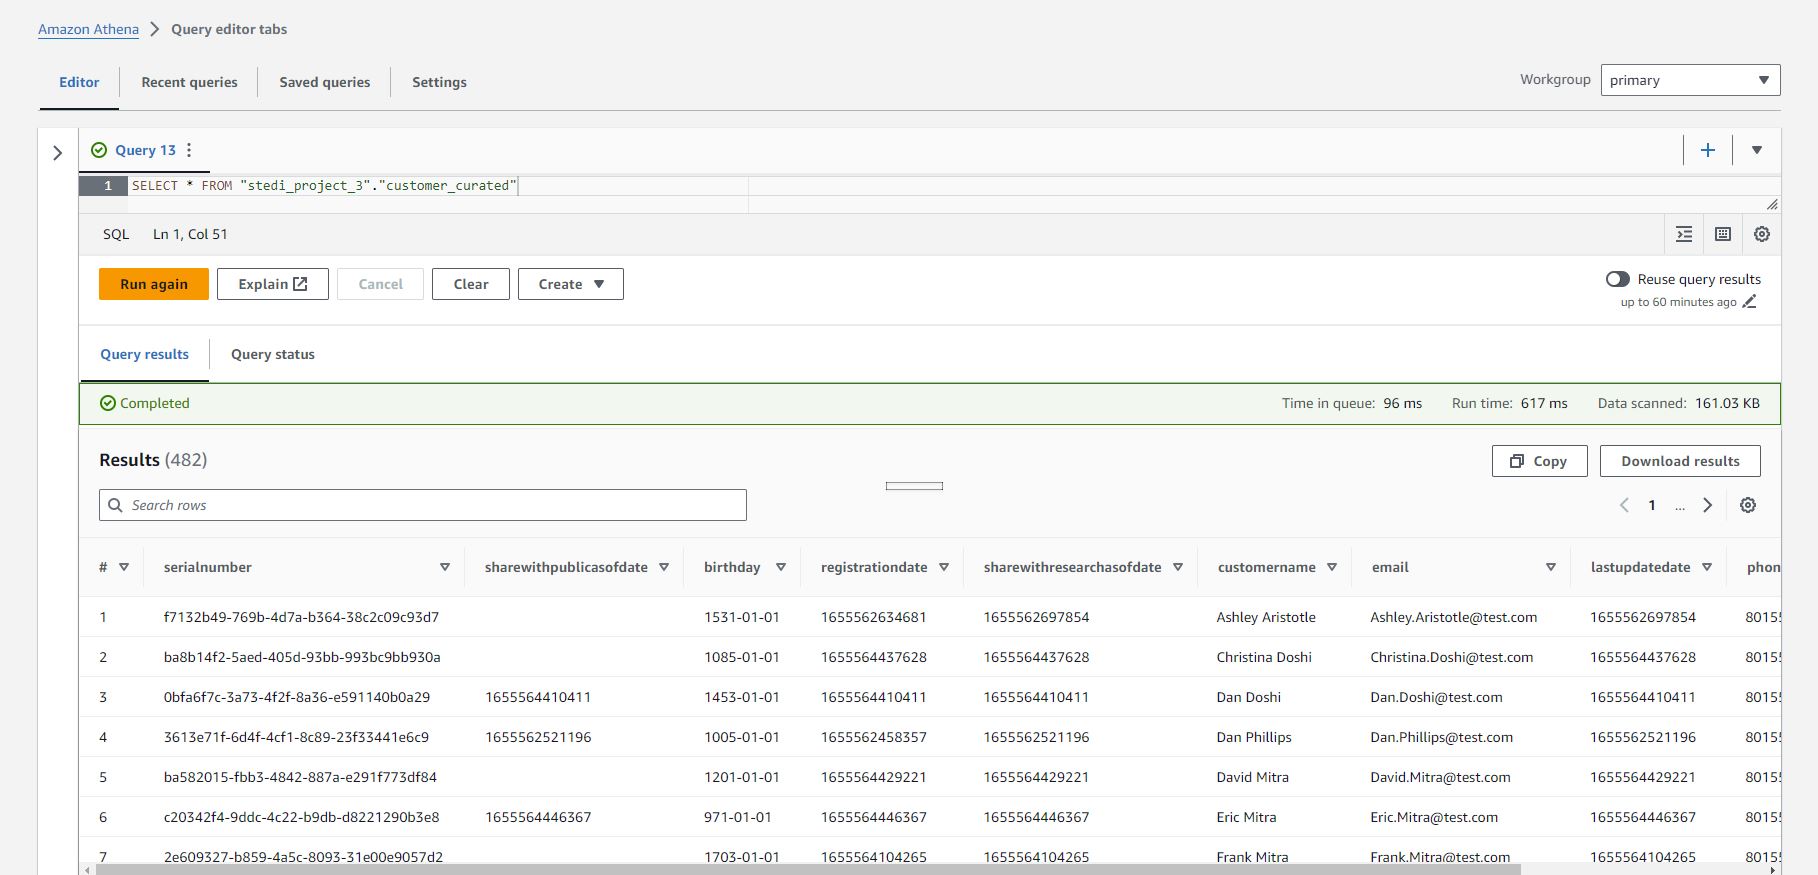 Amazon Athena > Query editor tabs
Editor Recent queries Saved queries Settings Workgroup primary
Query 13
1 SELECT * FROM "stedi_project_3"."customer_curated"
SQL Ln 1, Col 51
Run again Explain Cancel Clear Create Reuse query results
up to 60 minutes ago
Query results Query status
Completed Time in queue: 96 ms Run time: 617 ms Data scanned: 161.03 KB
Results (482) Copy Download results
Search rows 1 ...
# serialnumber sharewithpublicasofdate birthday registrationdate sharewithresearchasofdate customername email lastupdatedate phon
1 f7132b49-769b-4d7a-b364-38c2c09c93d7 1531-01-01 1655562634681 1655562697854 Ashley Aristotle Ashley.Aristotle@test.com 1655562697854 8015
2 ba8b14f2-5aed-405d-93bb-993bc9bb930a 1085-01-01 1655564437628 1655564437628 Christina Doshi Christina.Doshi@test.com 1655564437628 8015
3 0bfa6f7c-3a73-4f2f-8a36-e591140b0a29 1655564410411 1453-01-01 1655564410411 1655564410411 Dan Doshi Dan.Doshi@test.com 1655564410411 8015
4 3613e71f-6d4f-4cf1-8c89-23f33441e6c9 1655562521196 1005-01-01 1655562458357 1655562521196 Dan Phillips Dan.Phillips@test.com 1655562521196 8015
5 ba582015-fbb3-4842-887a-e291f773df84 1201-01-01 1655564429221 1655564429221 David Mitra David.Mitra@test.com 1655564429221 8015
6 c20342f4-9ddc-4c22-b9db-d8221290b3e8 1655564446367 971-01-01 1655564446367 1655564446367 Eric Mitra Eric.Mitra@test.com 1655564446367 8015
7 2e609327-b859-4a5c-8093-31e00e9057d2 1703-01-01 1655564104265 1655564104265 Frank Mitra Frank.Mitra@test.com 1655564104265 8015